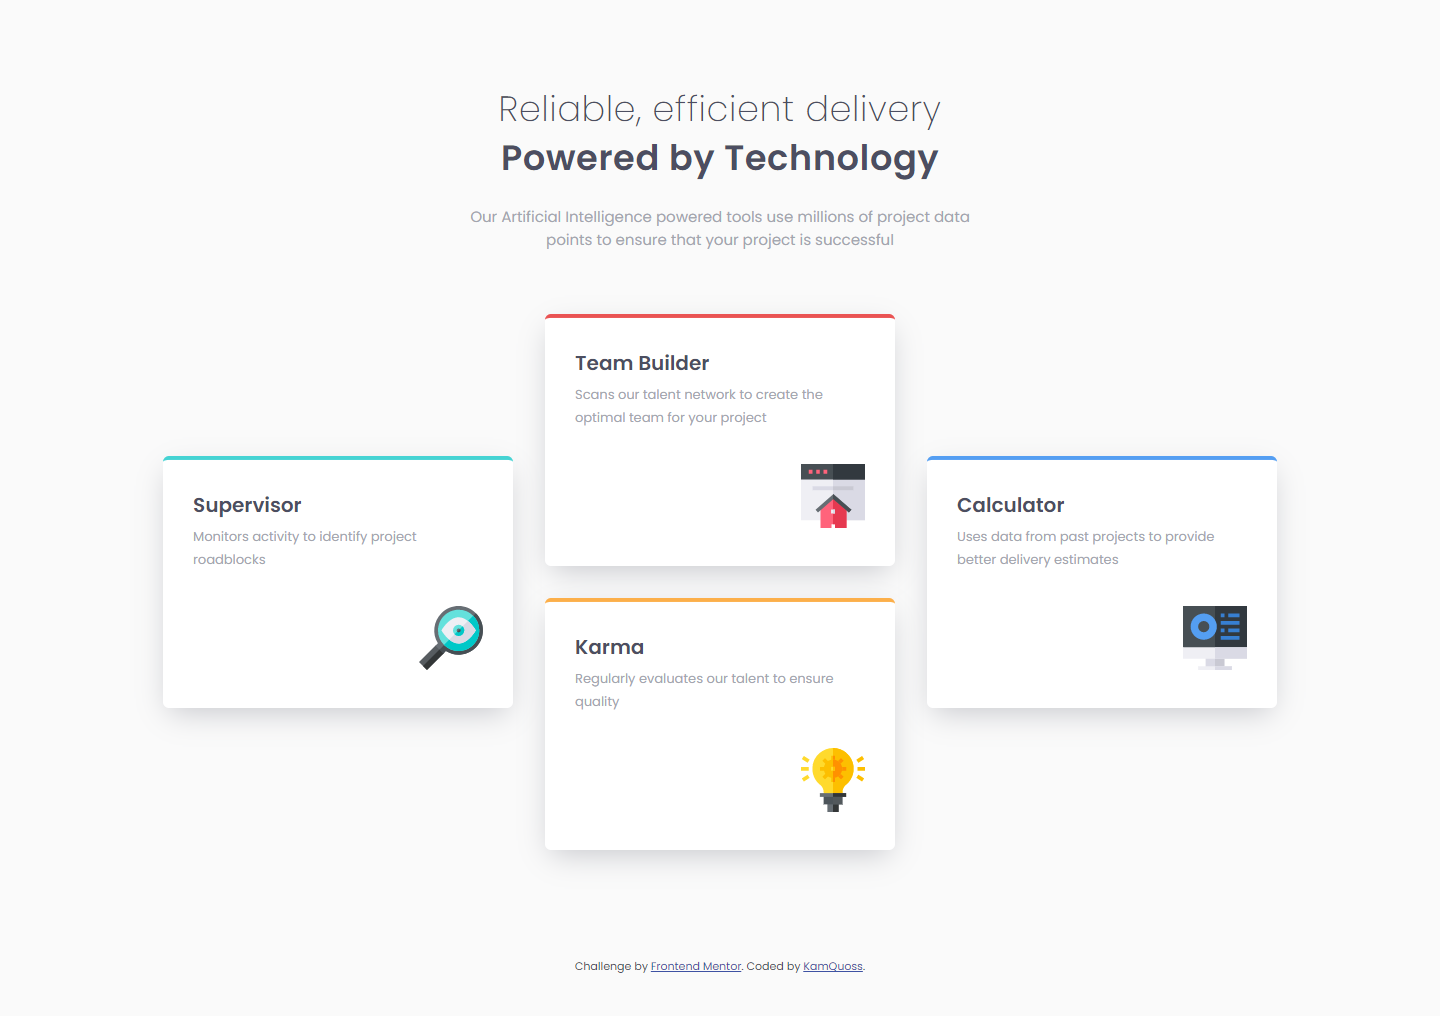 Reliable, efficient delivery
Powered by Technology
Our Artificial Intelligence powered tools use millions of project data
points to ensure that your project is successful
Supervisor
Monitors activity to identify project
roadblocks
Team Builder
Scans our talent network to create the
optimal team for your project
Karma
Regularly evaluates our talent to ensure
quality
Calculator
Uses data from past projects to provide
better delivery estimates
Challenge by Frontend Mentor. Coded by KamQuoss.